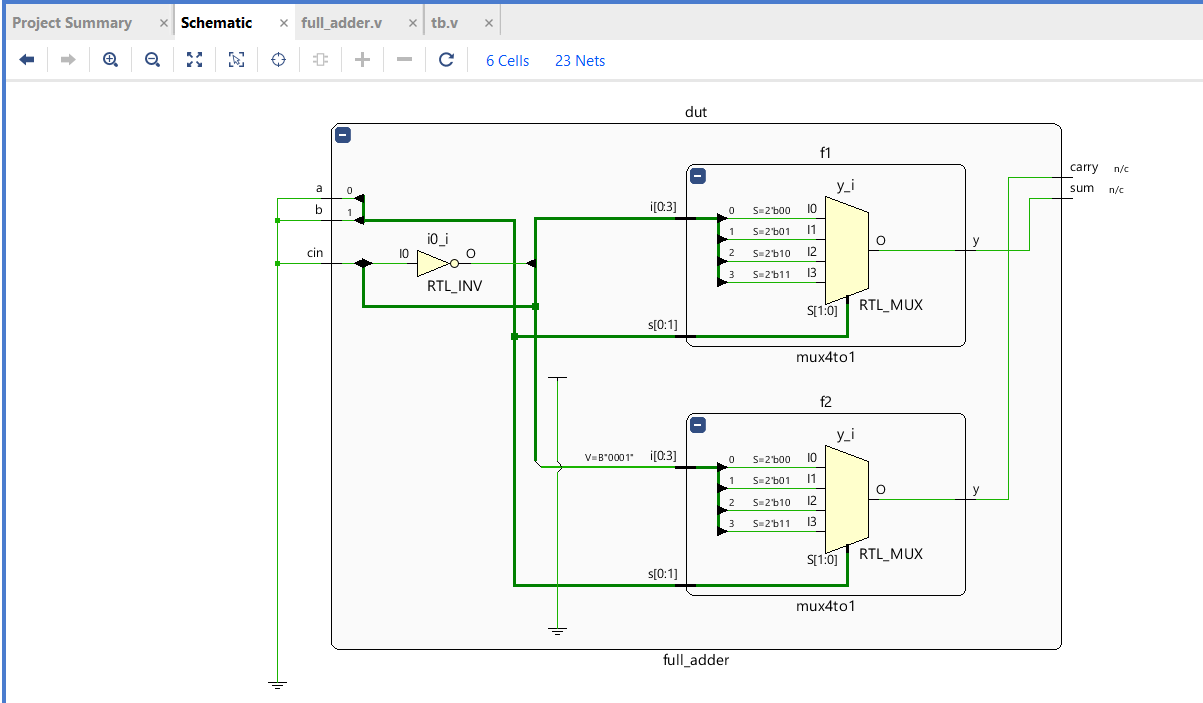 Project Summary × Schematic × full_adder.v × tb.v ×
6 Cells 23 Nets
dut
f1
carry n/c
y_i
a 0
sum n/c
b 1
i[0:3] 0 S=2'b00 I0
1 S=2'b01 I1
i0_i
O y
cin I0 O
2 S=2'b10 I2
3 S=2'b11 I3
RTL_INV
S[1:0] RTL_MUX
s[0:1]
mux4to1
f2
y_i
V=B"0001" i[0:3] 0 S=2'b00 I0
1 S=2'b01 I1
O y
2 S=2'b10 I2
3 S=2'b11 I3
S[1:0] RTL_MUX
s[0:1]
mux4to1
full_adder